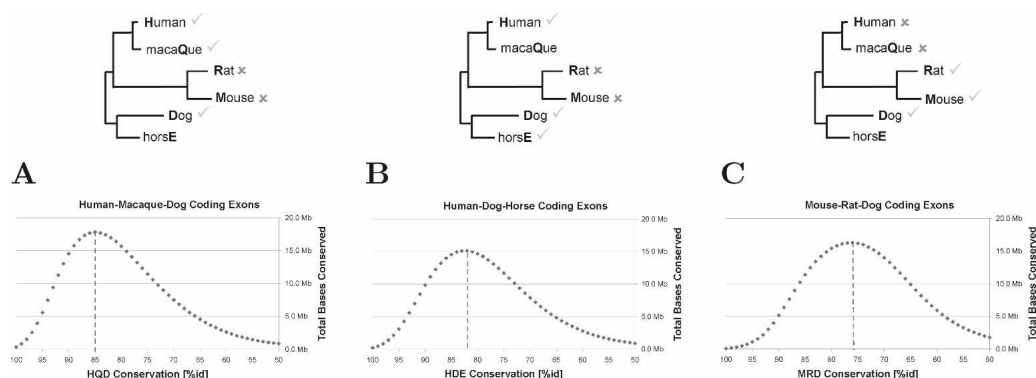 Human ✓
macaQue ✓
Rat ✗
Mouse ✗
Dog ✓
horsE
A
Human-Macaque-Dog Coding Exons
20.0 Mb
15.0 Mb
10.0 Mb
5.0 Mb
0.0 Mb
Total Bases Conserved
100 95 90 85 80 75 70 65 60 55 50
HQD Conservation [%id]
Human ✓
macaQue
Rat ✗
Mouse ✗
Dog ✓
horsE ✓
B
Human-Dog-Horse Coding Exons
20.0 Mb
15.0 Mb
10.0 Mb
5.0 Mb
0.0 Mb
Total Bases Conserved
100 95 90 85 80 75 70 65 60 55 50
HDE Conservation [%id]
Human ✗
macaQue ✗
Rat ✓
Mouse ✓
Dog ✓
horsE
C
Mouse-Rat-Dog Coding Exons
20.0 Mb
15.0 Mb
10.0 Mb
5.0 Mb
0.0 Mb
Total Bases Conserved
100 95 90 85 80 75 70 65 60 55 50
MRD Conservation [%id]